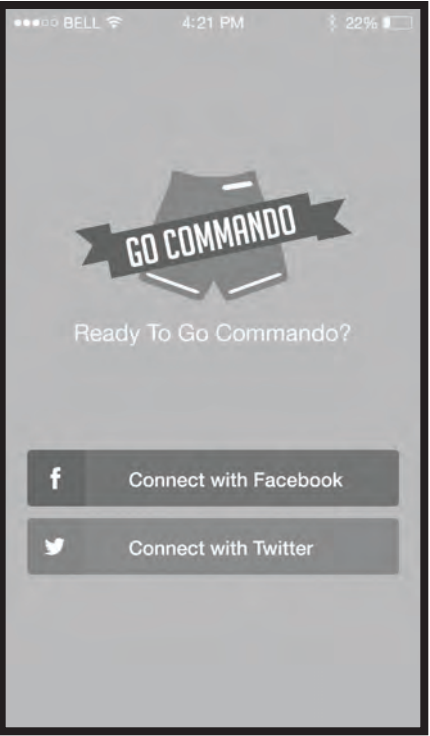 BELL 4:21 PM 22%
GO COMMANDO
Ready To Go Commando?
f Connect with Facebook
Connect with Twitter